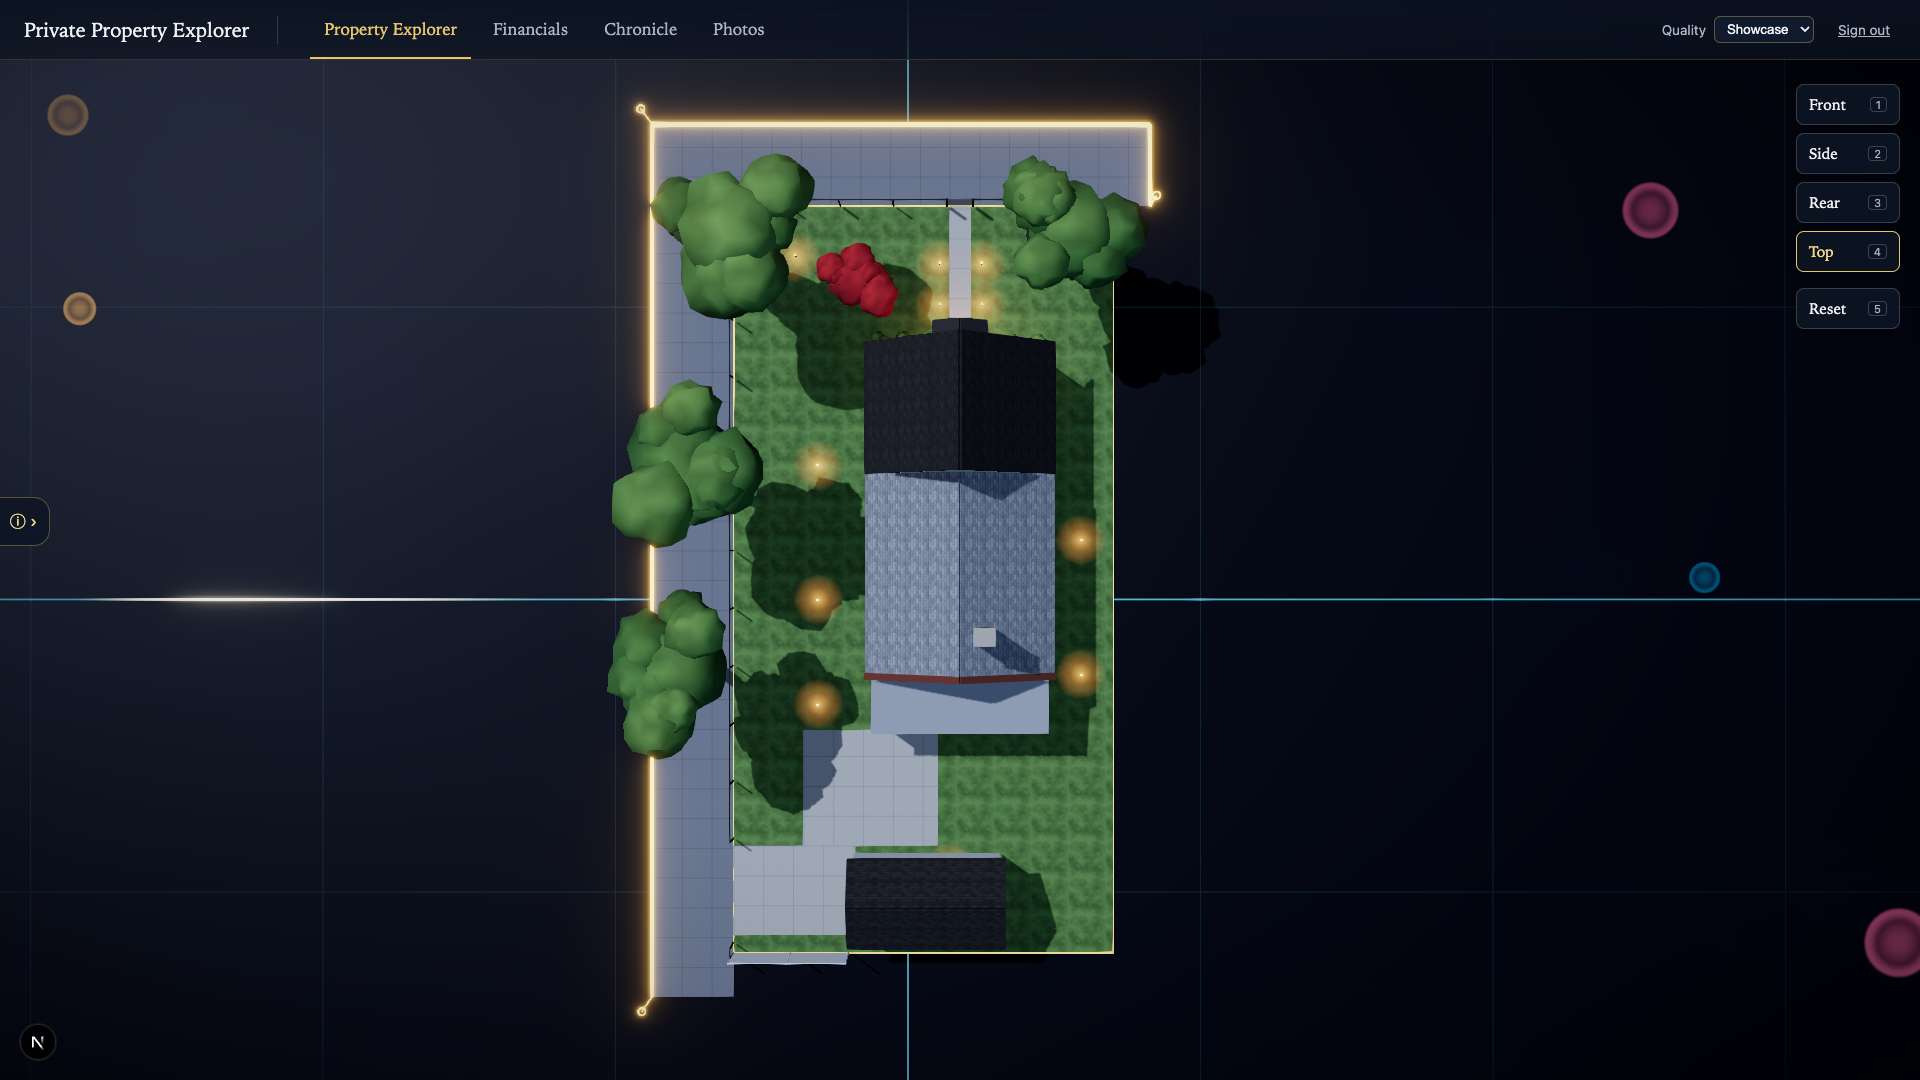 Private Property Explorer
Property Explorer
Financials
Chronicle
Photos
Quality
Showcase
Sign out
Front 1
Side 2
Rear 3
Top 4
Reset 5
N